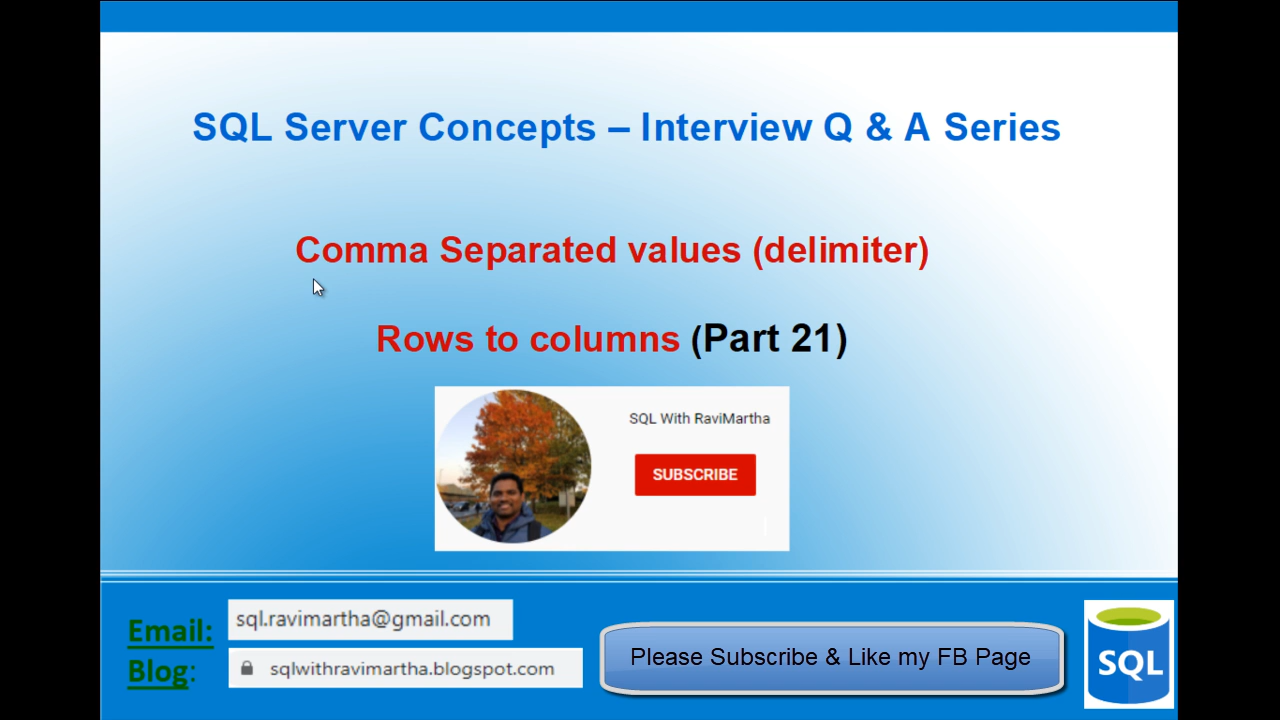 SQL Server Concepts – Interview Q & A Series
Comma Separated values (delimiter)
Rows to columns (Part 21)
SQL With RaviMartha
SUBSCRIBE
Email: sql.ravimartha@gmail.com
Blog: sqlwithravimartha.blogspot.com
Please Subscribe & Like my FB Page
SQL